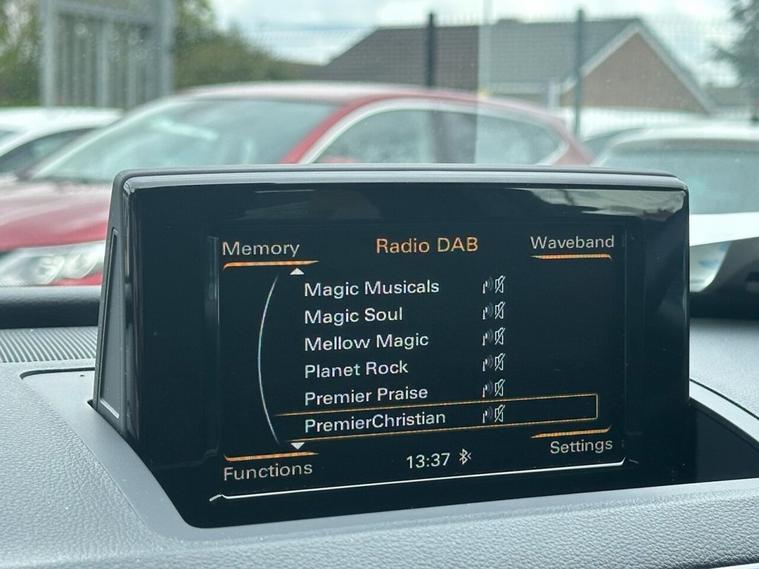 Memory Radio DAB Waveband
Magic Musicals
Magic Soul
Mellow Magic
Planet Rock
Premier Praise
PremierChristian
Functions 13:37 Settings